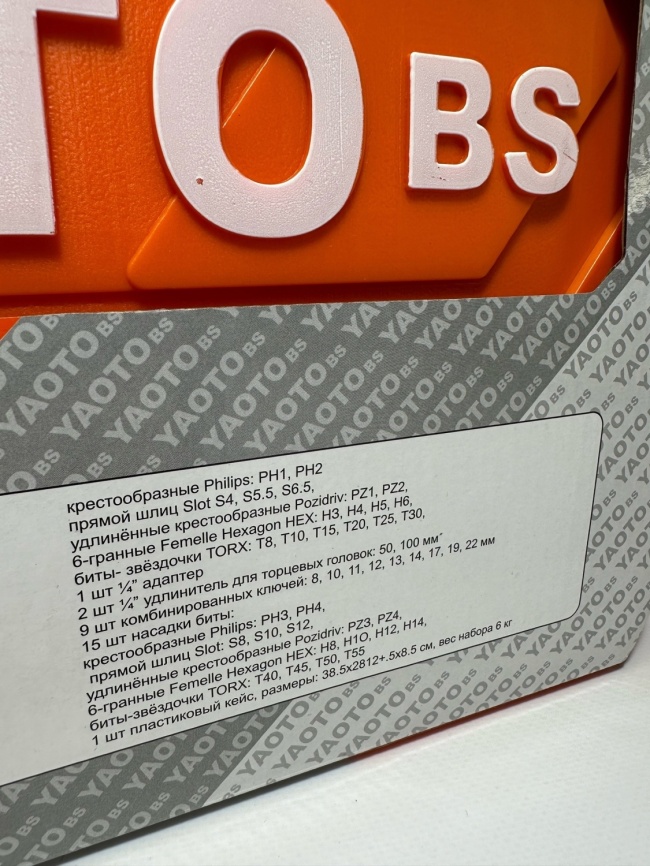 TO BS
YAOTO BS
крестообразные Philips: PH1, PH2
прямой шлиц Slot S4, S5.5, S6.5,
удлинённые крестообразные Pozidriv: PZ1, PZ2,
6-гранные Femelle Hexagon HEX: H3, H4, H5, H6,
биты- звёздочки TORX: T8, T10, T15, T20, T25, T30,
1 шт ¼″ адаптер
2 шт ¼″ удлинитель для торцевых головок: 50, 100 мм″
9 шт комбинированных ключей: 8, 10, 11, 12, 13, 14, 17, 19, 22 мм
15 шт насадки биты:
крестообразные Philips: PH3, PH4,
прямой шлиц Slot: S8, S10, S12,
удлинённые крестообразные Pozidriv: PZ3, PZ4,
6-гранные Femelle Hexagon HEX: H8, H1O, H12, H14,
биты-звёздочки TORX: T40, T45, T50, T55
1 шт пластиковый кейс, размеры: 38.5x2812+.5x8.5 см, вес набора 6 кг